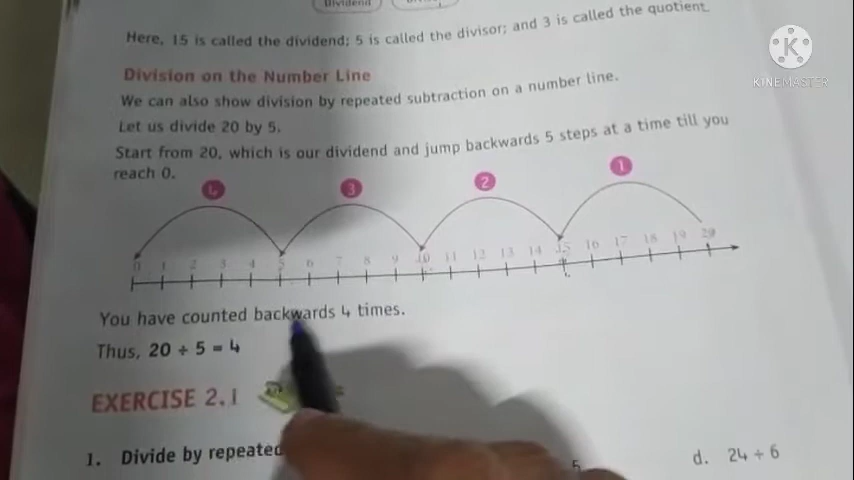 Dividend
Here, 15 is called the dividend; 5 is called the divisor; and 3 is called the quotient.
Division on the Number Line
KINEMASTER
We can also show division by repeated subtraction on a number line.
Let us divide 20 by 5.
Start from 20, which is our dividend and jump backwards 5 steps at a time till you
reach 0.
4 3 2 1
0 1 2 3 4 5 6 7 8 9 10 11 12 13 14 15 16 17 18 19 20
You have counted backwards 4 times.
Thus, 20 ÷ 5 = 4
EXERCISE 2.1
1. Divide by repeated
5
d. 24 ÷ 6